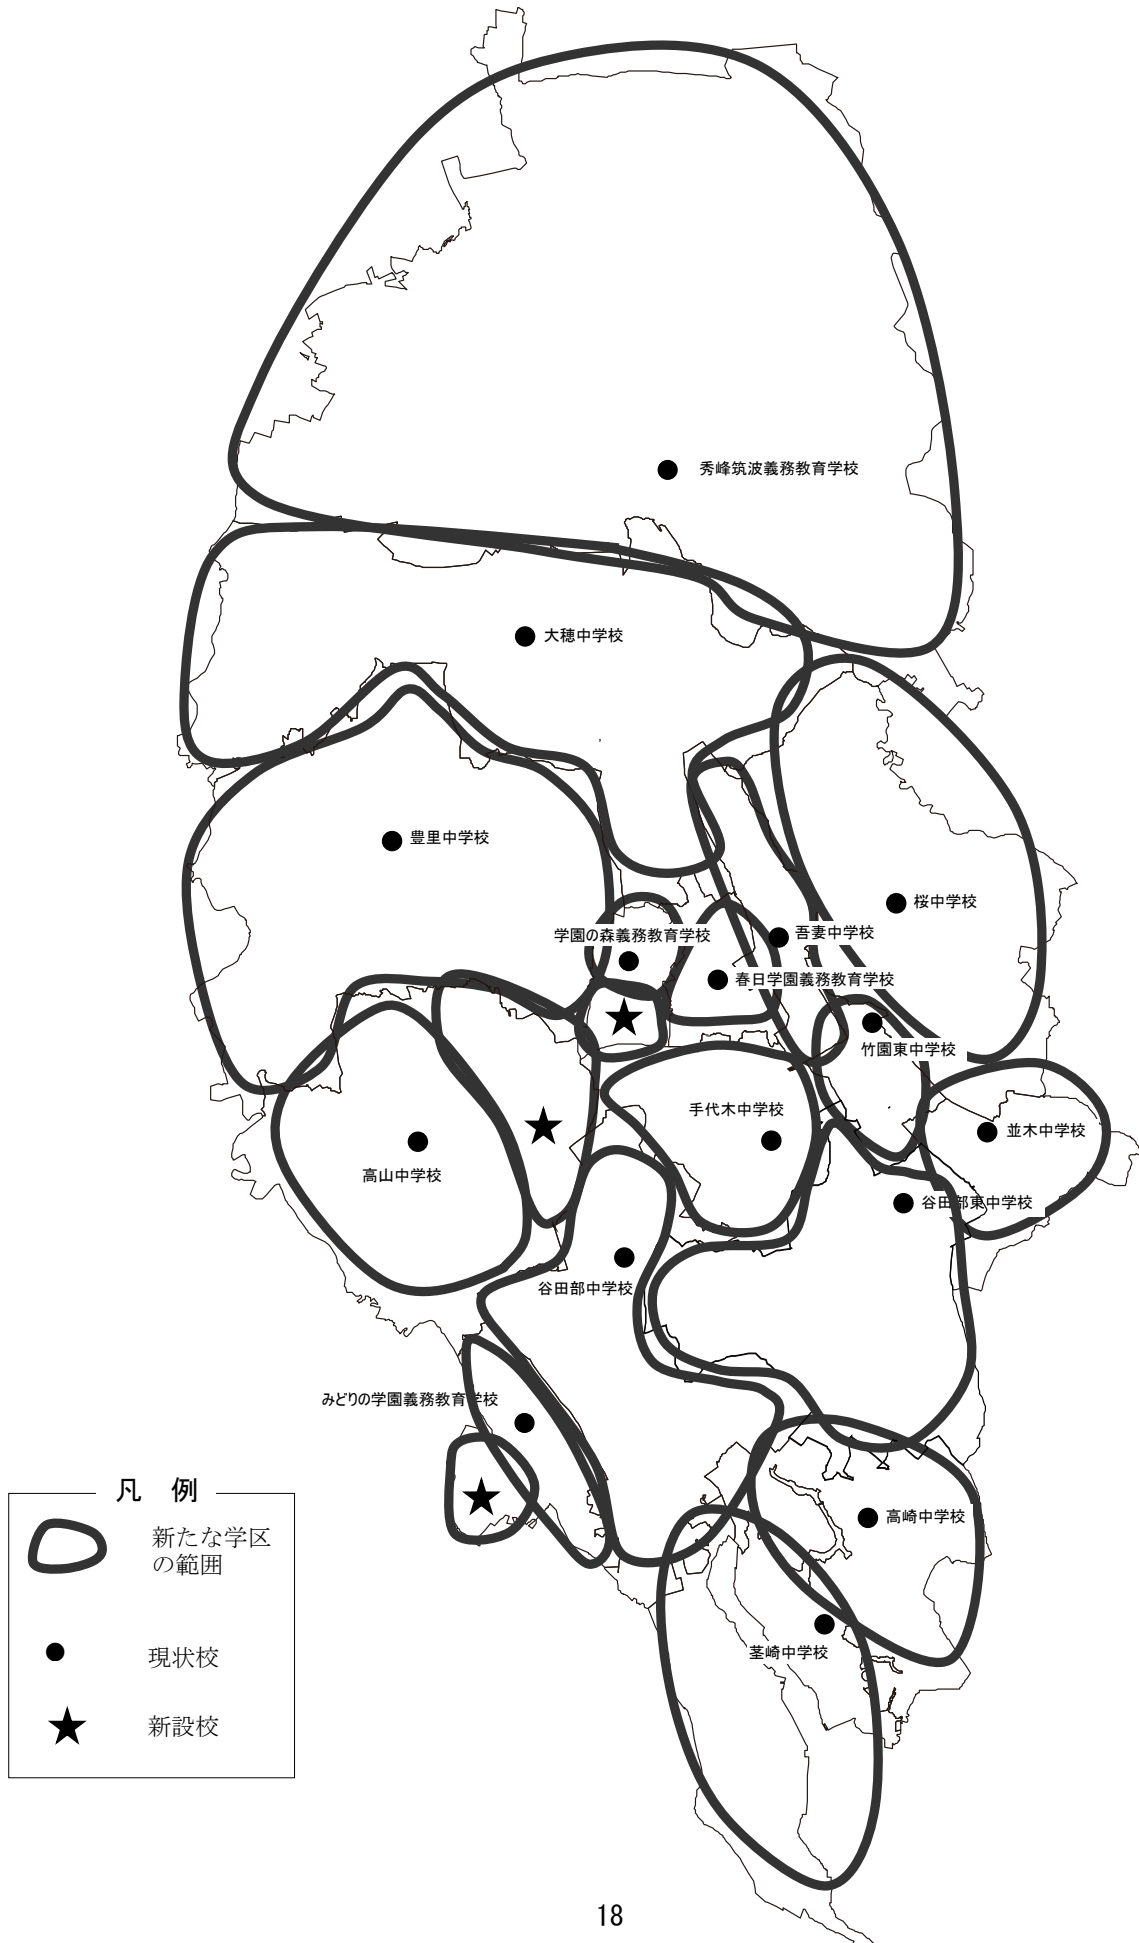 秀峰筑波義務教育学校
大穂中学校
豊里中学校
桜中学校
吾妻中学校
学園の森義務教育学校
春日学園義務教育学校
竹園東中学校
手代木中学校
並木中学校
高山中学校
谷田部東中学校
谷田部中学校
みどりの学園義務教育学校
高崎中学校
茎崎中学校
凡 例
新たな学区
の範囲
現状校
新設校
18